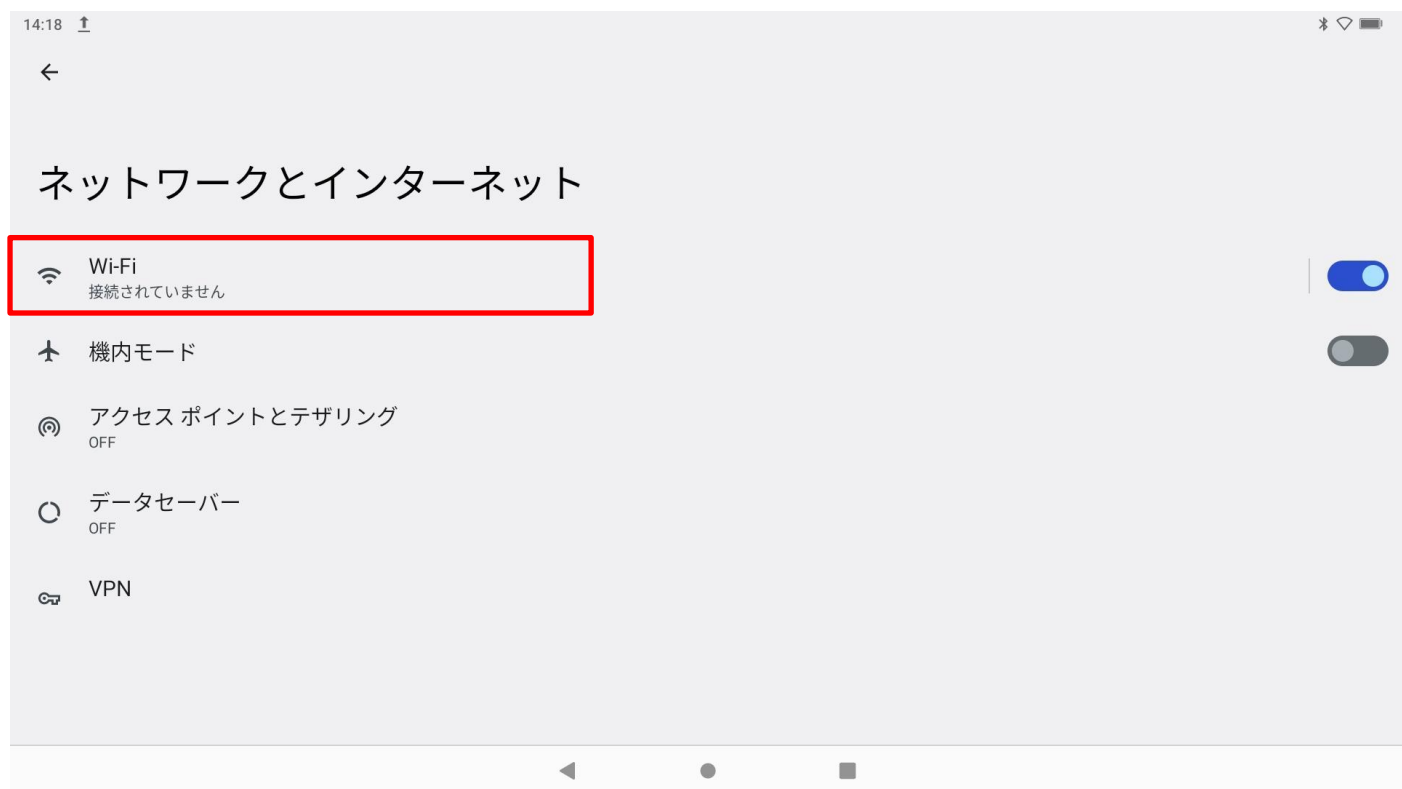 14:18
ネットワークとインターネット
Wi-Fi
接続されていません
機内モード
アクセス ポイントとテザリング
OFF
データセーバー
OFF
VPN